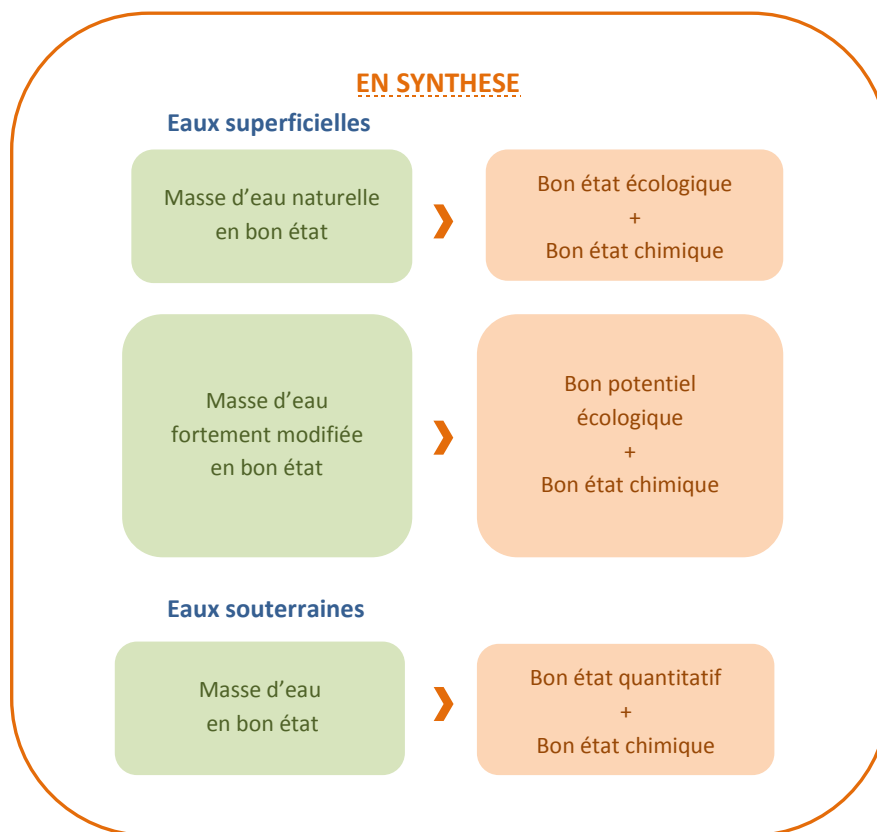 EN SYNTHESE
Eaux superficielles
Masse d’eau naturelle
en bon état
Bon état écologique
+
Bon état chimique
Masse d’eau
fortement modifiée
en bon état
Bon potentiel
écologique
+
Bon état chimique
Eaux souterraines
Masse d’eau
en bon état
Bon état quantitatif
+
Bon état chimique